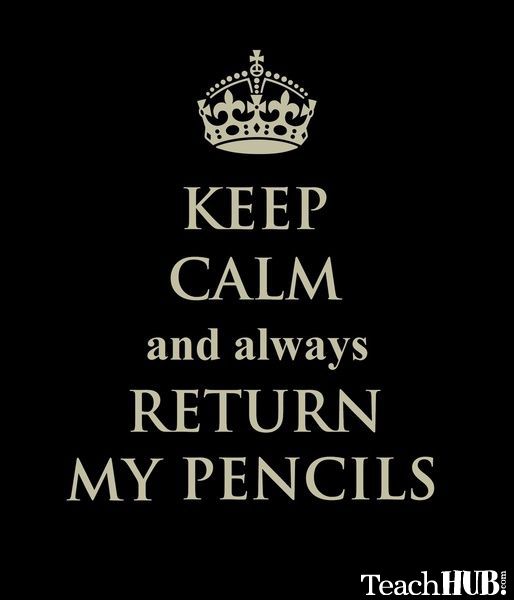 KEEP
CALM
and always
RETURN
MY PENCILS
TeachHUB.com